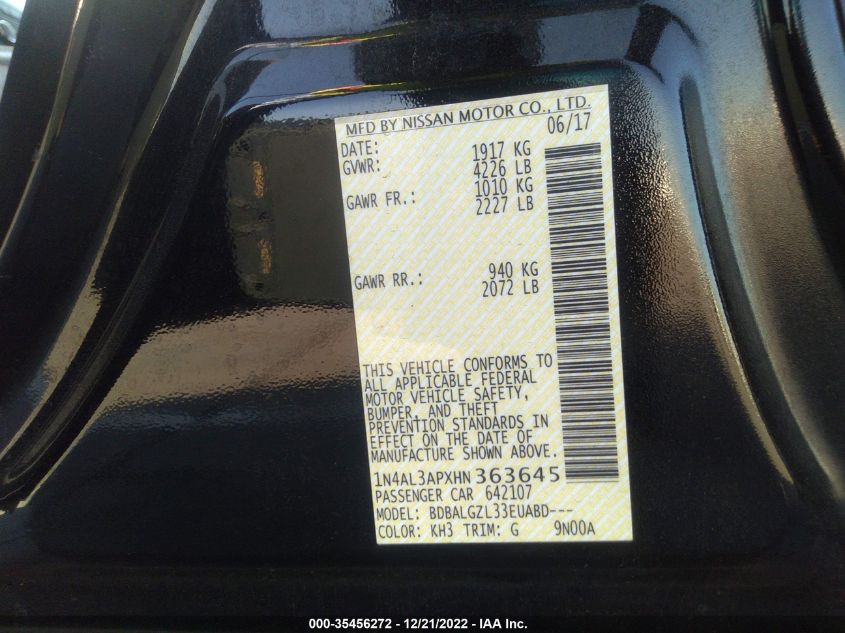 MFD BY NISSAN MOTOR CO., LTD.
DATE: 06/17
GVWR: 1917 KG
4226 LB
GAWR FR.: 1010 KG
2227 LB
GAWR RR.: 940 KG
2072 LB
THIS VEHICLE CONFORMS TO
ALL APPLICABLE FEDERAL
MOTOR VEHICLE SAFETY,
BUMPER, AND THEFT
PREVENTION STANDARDS IN
EFFECT ON THE DATE OF
MANUFACTURE SHOWN ABOVE.
1N4AL3APXHN 363645
PASSENGER CAR 642107
MODEL: BDBALGZL33EUABD---
COLOR: KH3 TRIM: G 9N00A
000-35456272 - 12/21/2022 - IAA Inc.